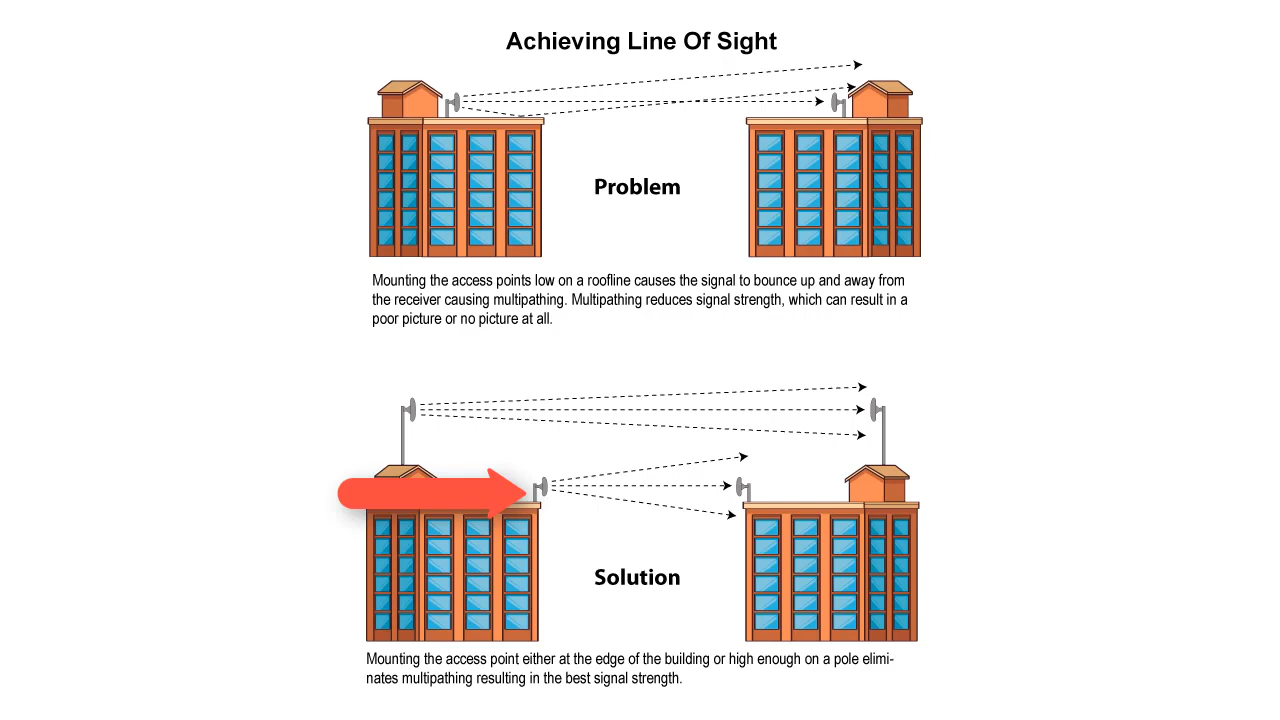 Achieving Line Of Sight
Problem
Mounting the access points low on a roofline causes the signal to bounce up and away from
the receiver causing multipathing. Multipathing reduces signal strength, which can result in a
poor picture or no picture at all.
Solution
Mounting the access point either at the edge of the building or high enough on a pole elimi-
nates multipathing resulting in the best signal strength.